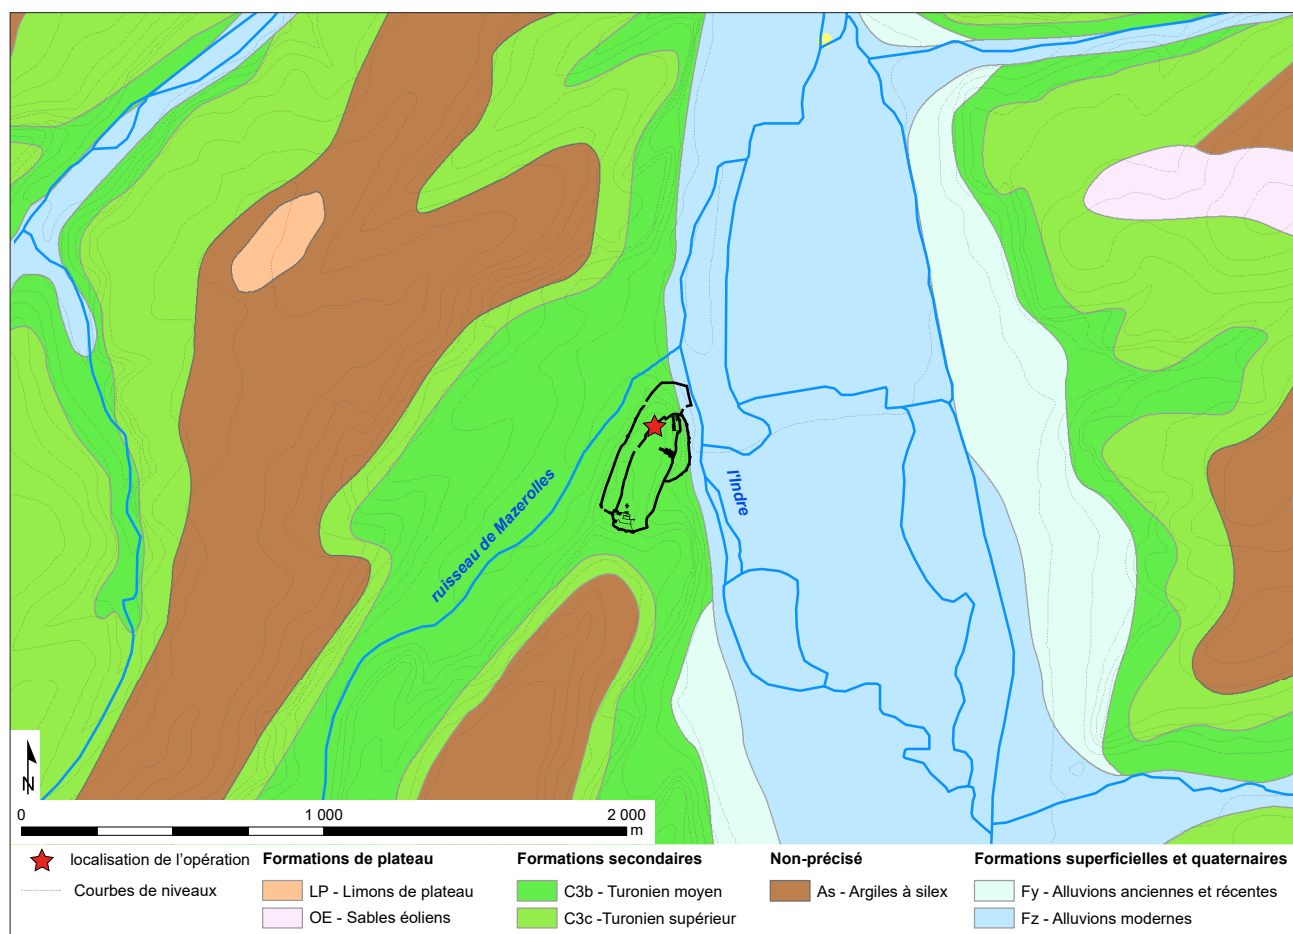 ruisseau de Mazerolles
l'Indre
N
0 1 000 2 000
m
localisation de l'opération
Courbes de niveaux
Formations de plateau
LP - Limons de plateau
OE - Sables éoliens
Formations secondaires
C3b - Turonien moyen
C3c -Turonien supérieur
Non-précisé
As - Argiles à silex
Formations superficielles et quaternaires
Fy - Alluvions anciennes et récentes
Fz - Alluvions modernes